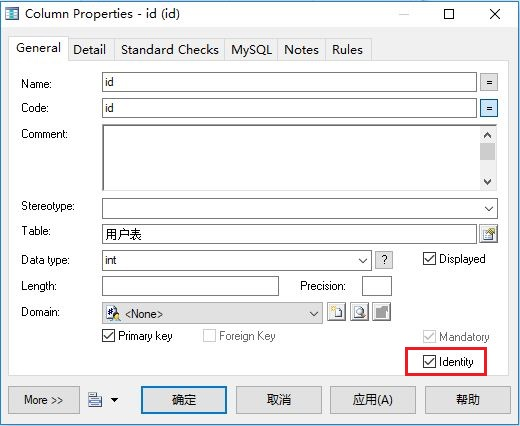 Column Properties - id (id)
General Detail Standard Checks MySQL Notes Rules
Name: id =
Code: id =
Comment:
Stereotype:
Table: 用户表
Data type: int ? Displayed
Length: Precision:
Domain: <None>
Primary key Foreign Key Mandatory
Identity
More >> 确定 取消 应用(A) 帮助